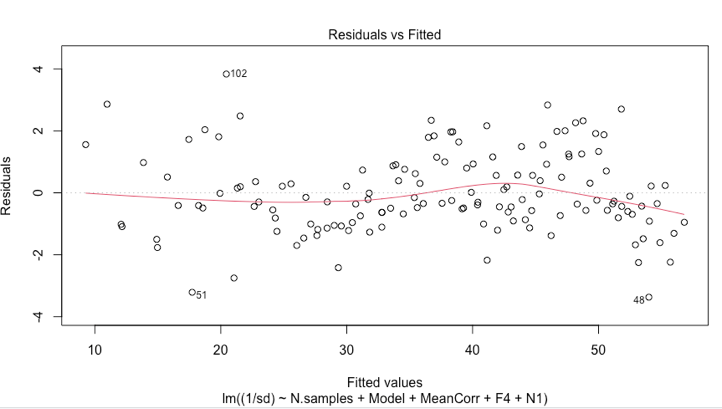 Residuals vs Fitted
Residuals
4
2
0
-2
-4
102
51
48
10 20 30 40 50
Fitted values
lm((1/sd) ~ N.samples + Model + MeanCorr + F4 + N1)